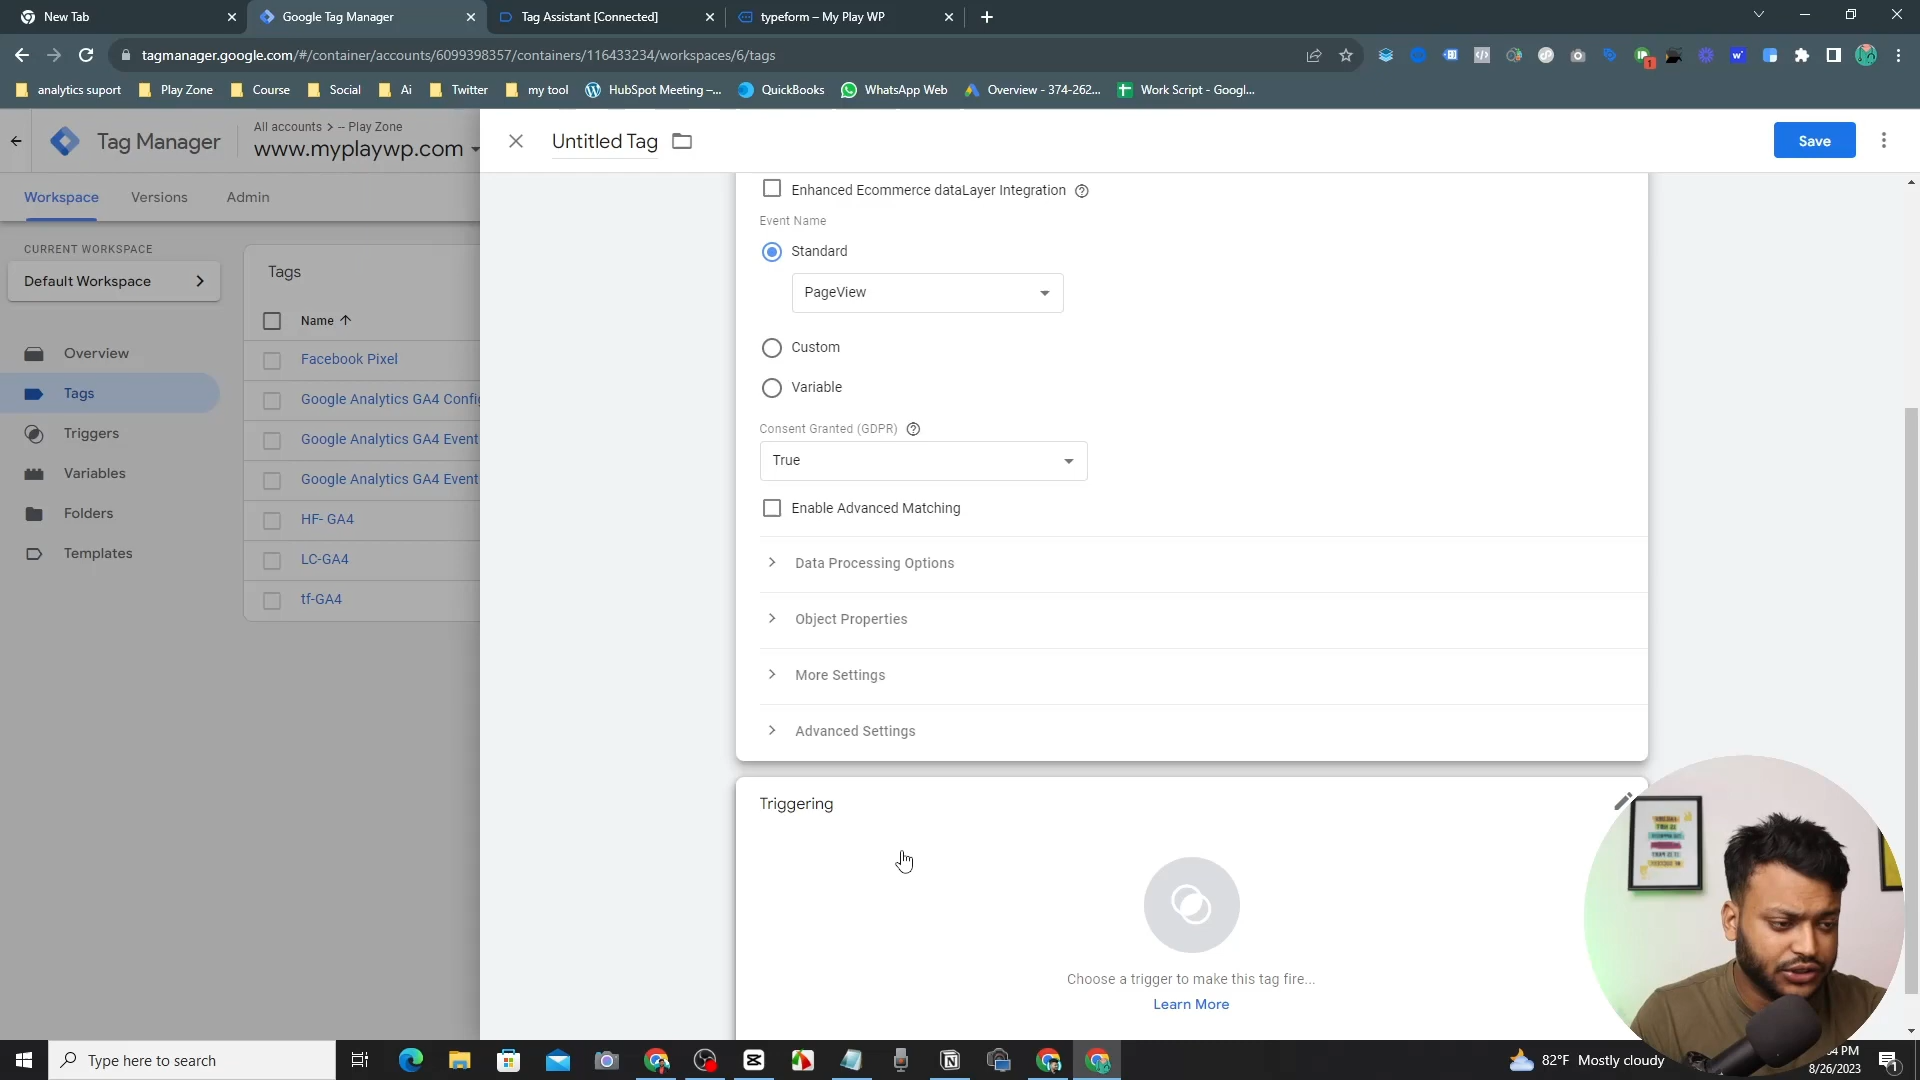 New Tab
Google Tag Manager
Tag Assistant [Connected]
typeform – My Play WP
tagmanager.google.com/#/container/accounts/6099398357/containers/116433234/workspaces/6/tags
analytics suport
Play Zone
Course
Social
Ai
Twitter
my tool
HubSpot Meeting –...
QuickBooks
WhatsApp Web
Overview - 374-262...
Work Script - Googl...
Tag Manager
All accounts > -- Play Zone
www.myplaywp.com
Untitled Tag
Save
Workspace
Versions
Admin
CURRENT WORKSPACE
Default Workspace
Overview
Tags
Triggers
Variables
Folders
Templates
Tags
Name
Facebook Pixel
Google Analytics GA4 Config
Google Analytics GA4 Event
Google Analytics GA4 Event
HF- GA4
LC-GA4
tf-GA4
Enhanced Ecommerce dataLayer Integration
Event Name
Standard
PageView
Custom
Variable
Consent Granted (GDPR)
True
Enable Advanced Matching
Data Processing Options
Object Properties
More Settings
Advanced Settings
Triggering
Choose a trigger to make this tag fire...
Learn More
Type here to search
82°F Mostly cloudy
4 PM
8/26/2023